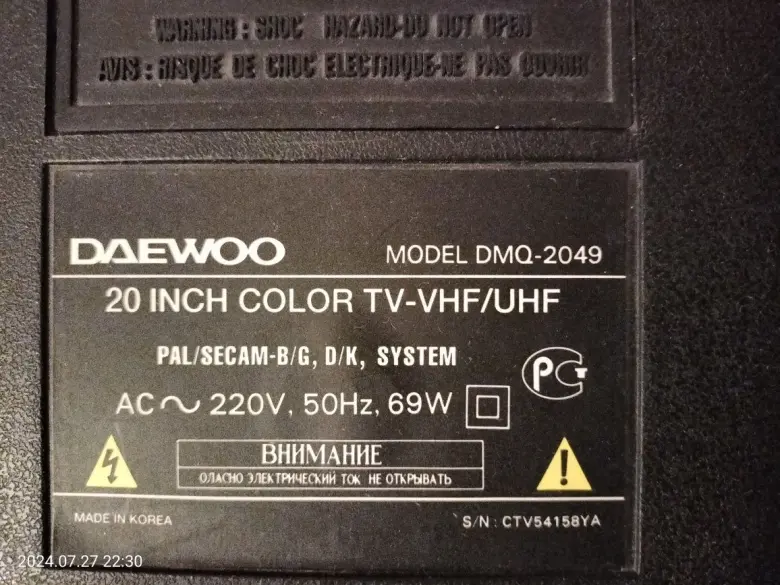 WARNING : SHOC HAZARD-DO NOT OPEN
AVIS : RISQUE DE CHOC ELECTRIQUE-NE PAS OUVRIR
DAEWOO MODEL DMQ-2049
20 INCH COLOR TV-VHF/UHF
PAL/SECAM-B/G, D/K, SYSTEM
AC ~ 220V, 50Hz, 69W
ВНИМАНИЕ
ОПАСНО ЭЛЕКТРИЧЕСКИЙ ТОК НЕ ОТКРЫВАТЬ
MADE IN KOREA S/N : CTV54158YA
2024.07.27 22:30